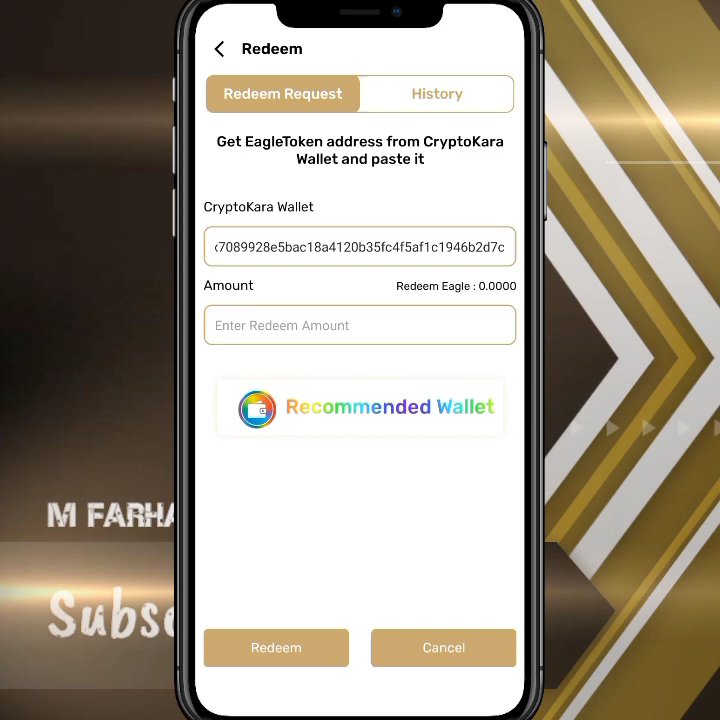 Redeem
Redeem Request
History
Get EagleToken address from CryptoKara
Wallet and paste it
CryptoKara Wallet
7089928e5bac18a4120b35fc4f5af1c1946b2d7c
Amount
Redeem Eagle : 0.0000
Enter Redeem Amount
Recommended Wallet
M FARHA
Subsc
Redeem
Cancel